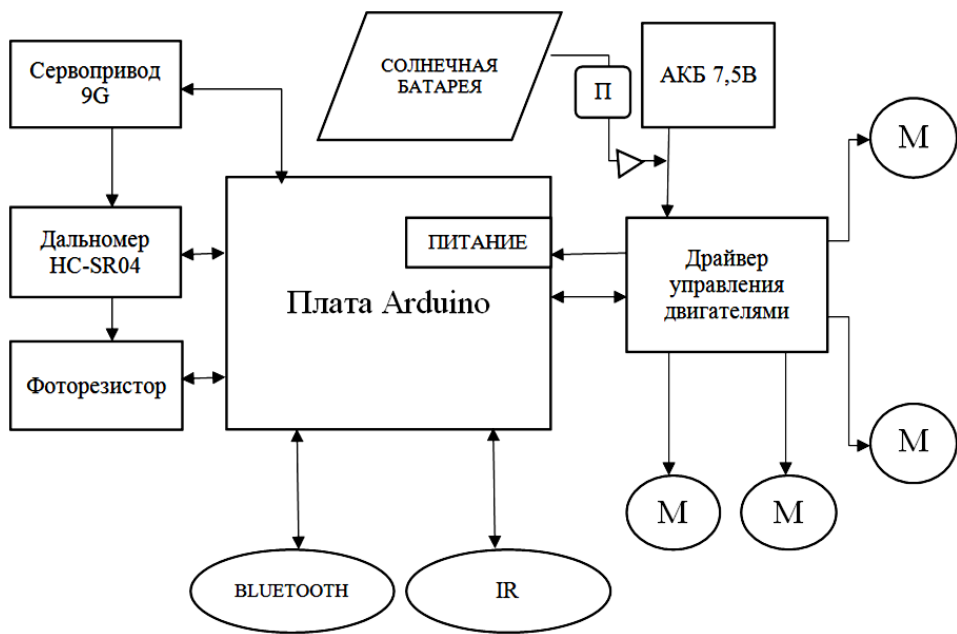 Сервопривод
9G
СОЛНЕЧНАЯ
БАТАРЕЯ
П
АКБ 7,5В
М
Дальномер
HC-SR04
ПИТАНИЕ
Плата Arduino
Драйвер
управления
двигателями
Фоторезистор
М
М
М
BLUETOOTH
IR